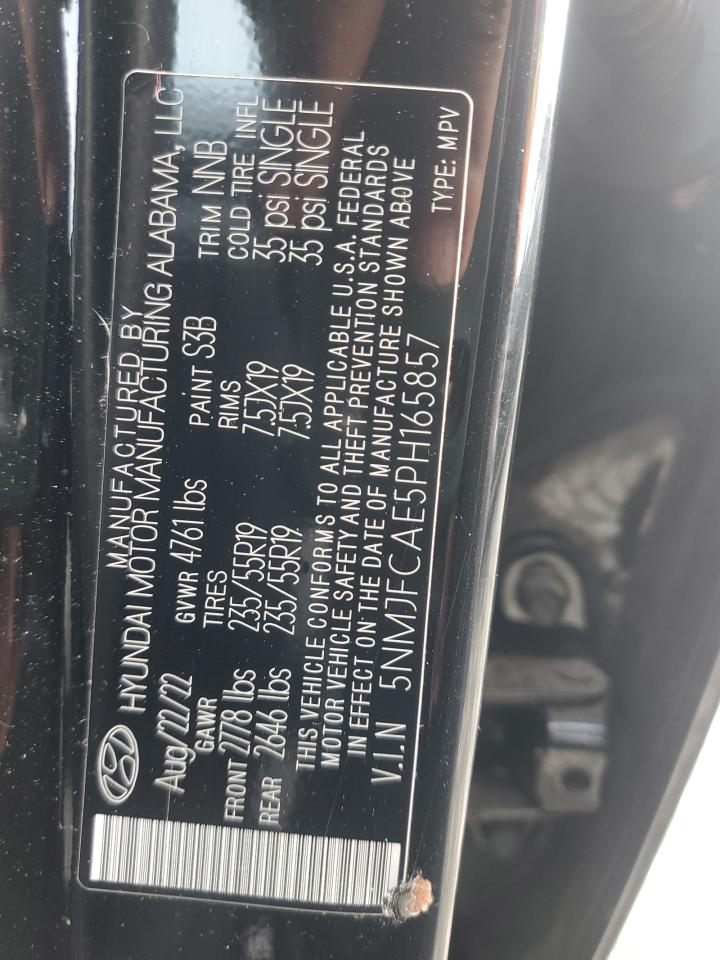 MANUFACTURED BY
HYUNDAI MOTOR MANUFACTURING ALABAMA, LLC
Aug/22/22 GVWR 4761 lbs PAINT S3B TRIM NNB
GAWR TIRES RIMS COLD TIRE INFL
FRONT 2778 lbs 235/55R19 7.5JX19 35 psi SINGLE
REAR 2646 lbs 235/55R19 7.5JX19 35 psi SINGLE
THIS VEHICLE CONFORMS TO ALL APPLICABLE U.S.A. FEDERAL
MOTOR VEHICLE SAFETY AND THEFT PREVENTION STANDARDS
IN EFFECT ON THE DATE OF MANUFACTURE SHOWN ABOVE
V.I.N 5NMJFCAE5PH165857 TYPE: MPV